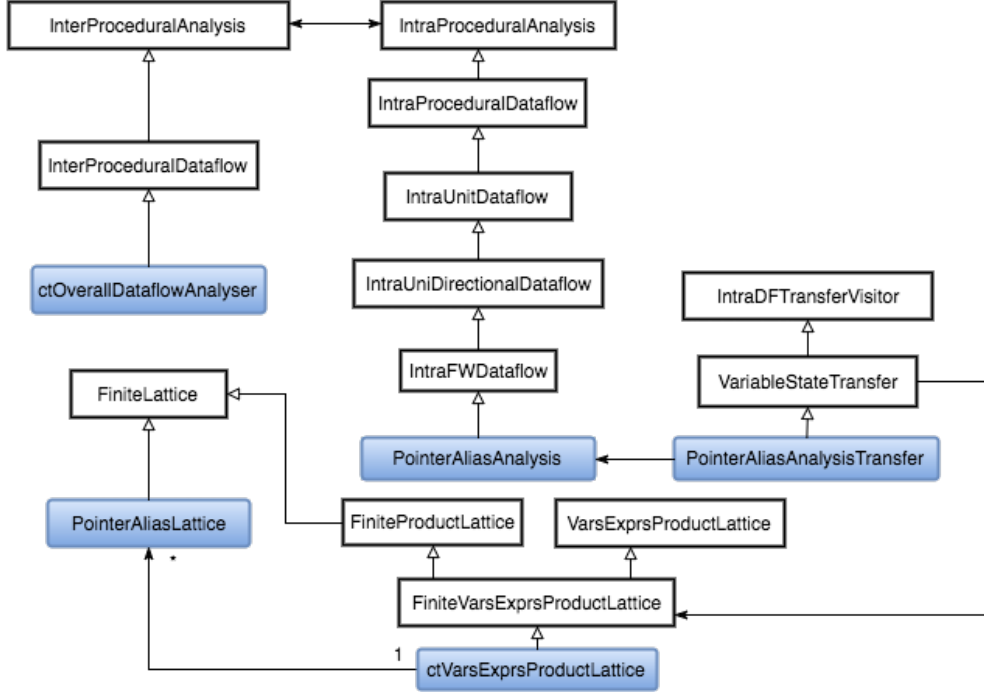 InterProceduralAnalysis
IntraProceduralAnalysis
IntraProceduralDataflow
InterProceduralDataflow
IntraUnitDataflow
ctOverallDataflowAnalyser
IntraUniDirectionalDataflow
IntraDFTransferVisitor
IntraFWDataflow
VariableStateTransfer
FiniteLattice
PointerAliasAnalysis
PointerAliasAnalysisTransfer
PointerAliasLattice
FiniteProductLattice
VarsExprsProductLattice
*
FiniteVarsExprsProductLattice
1
ctVarsExprsProductLattice